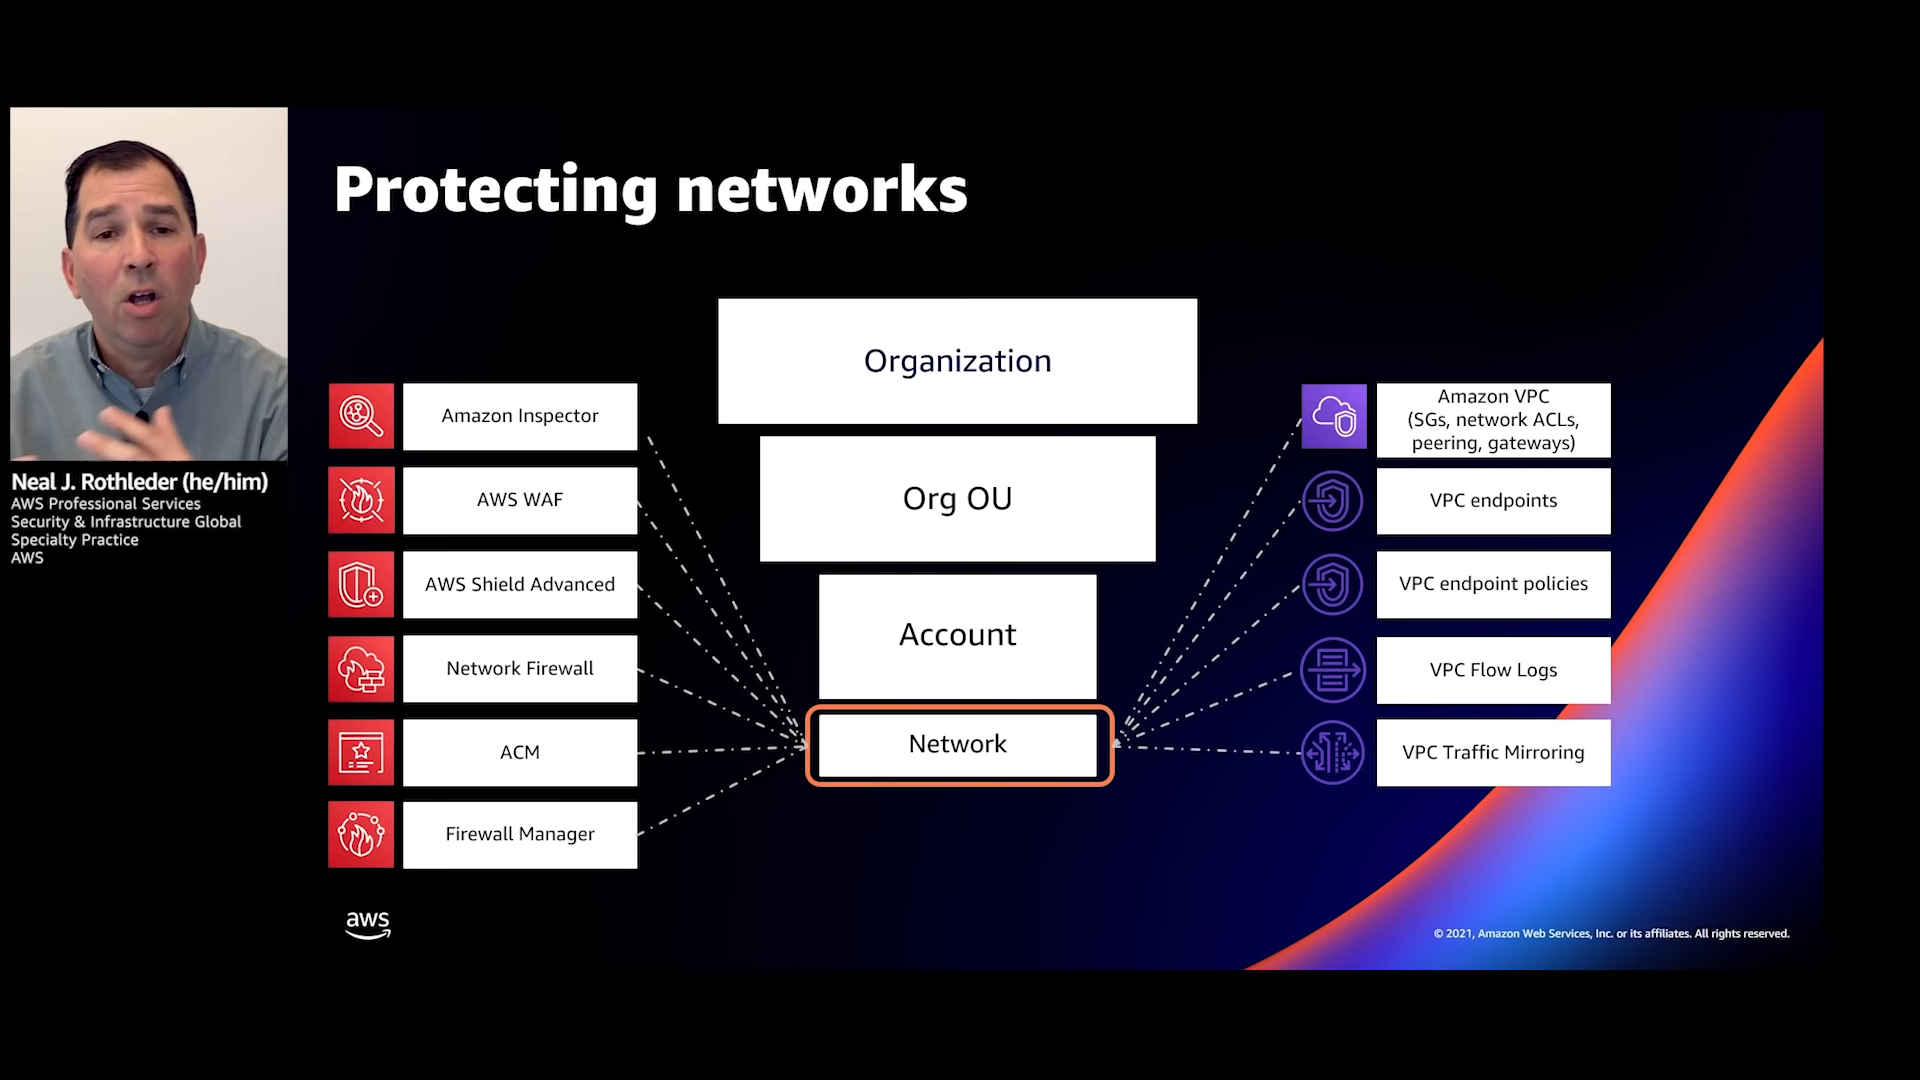 Protecting networks
Neal J. Rothleder (he/him)
AWS Professional Services
Security & Infrastructure Global
Specialty Practice
AWS
Amazon Inspector
AWS WAF
AWS Shield Advanced
Network Firewall
ACM
Firewall Manager
Organization
Org OU
Account
Network
Amazon VPC
(SGs, network ACLs,
peering, gateways)
VPC endpoints
VPC endpoint policies
VPC Flow Logs
VPC Traffic Mirroring
aws
© 2021, Amazon Web Services, Inc. or its affiliates. All rights reserved.